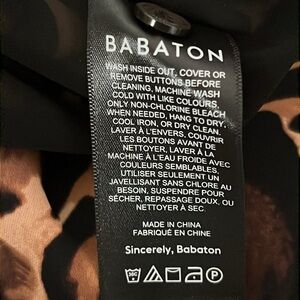 BABATON
WASH INSIDE OUT, COVER OR
REMOVE BUTTONS BEFORE
CLEANING, MACHINE WASH
COLD WITH LIKE COLOURS,
ONLY NON-CHLORINE BLEACH
WHEN NEEDED, HANG TO DRY,
COOL IRON, OR DRY CLEAN.
LAVER À L'ENVERS, COUVRIR
LES BOUTONS AVANT DE
NETTOYER, LAVER À LA
MACHINE À L'EAU FROIDE AVEC
COULEURS SEMBLABLES,
UTILISER SEULEMENT UN
JAVELLISANT SANS CHLORE AU
BESOIN, SUSPENDRE POUR
SÉCHER, REPASSAGE DOUX, OU
NETTOYER À SEC.
MADE IN CHINA
FABRIQUÉ EN CHINE
Sincerely, Babaton
P